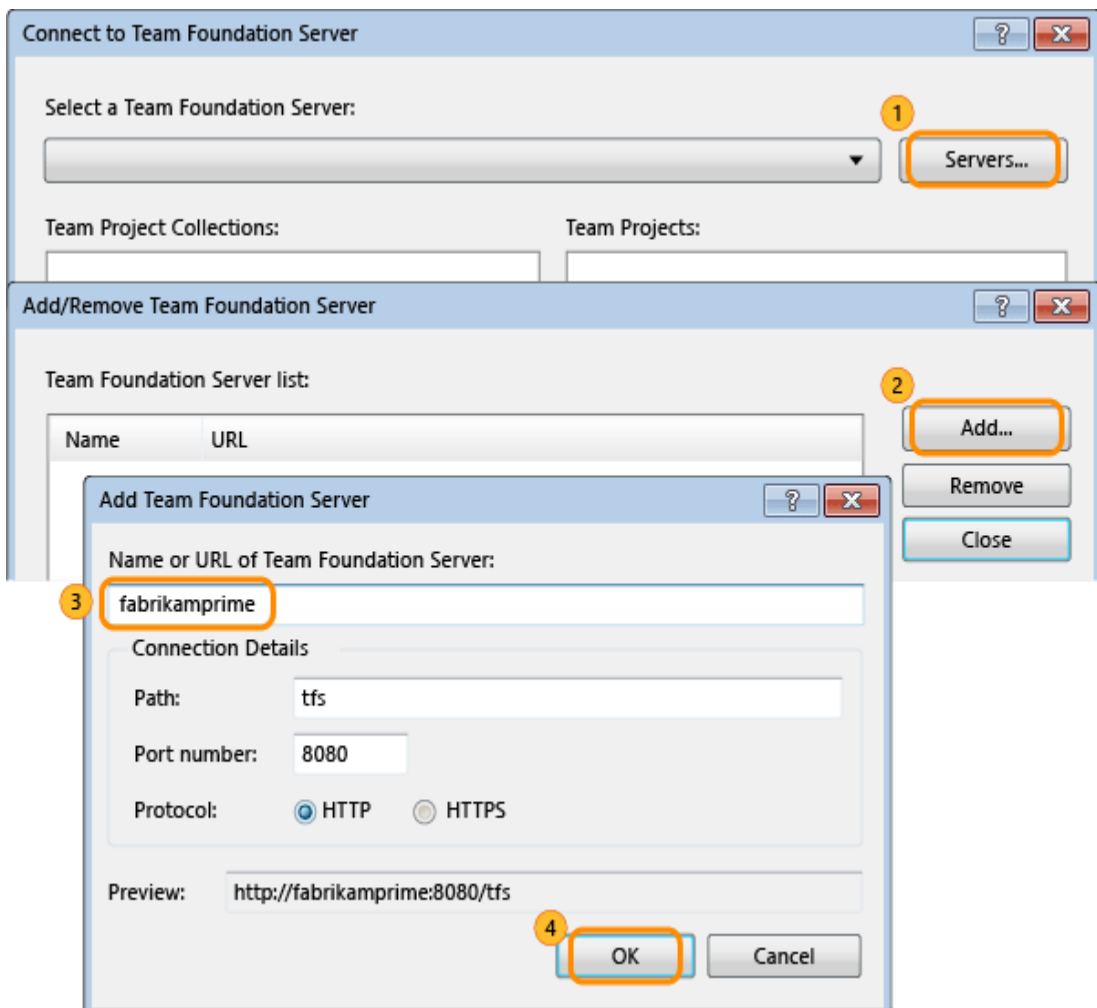 Connect to Team Foundation Server
?
Select a Team Foundation Server:
1
Servers...
Team Project Collections:
Team Projects:
Add/Remove Team Foundation Server
?
Team Foundation Server list:
2
Name URL
Add...
Remove
Close
Add Team Foundation Server
?
Name or URL of Team Foundation Server:
3
fabrikamprime
Connection Details
Path: tfs
Port number: 8080
Protocol: HTTP HTTPS
Preview: http://fabrikamprime:8080/tfs
4
OK Cancel